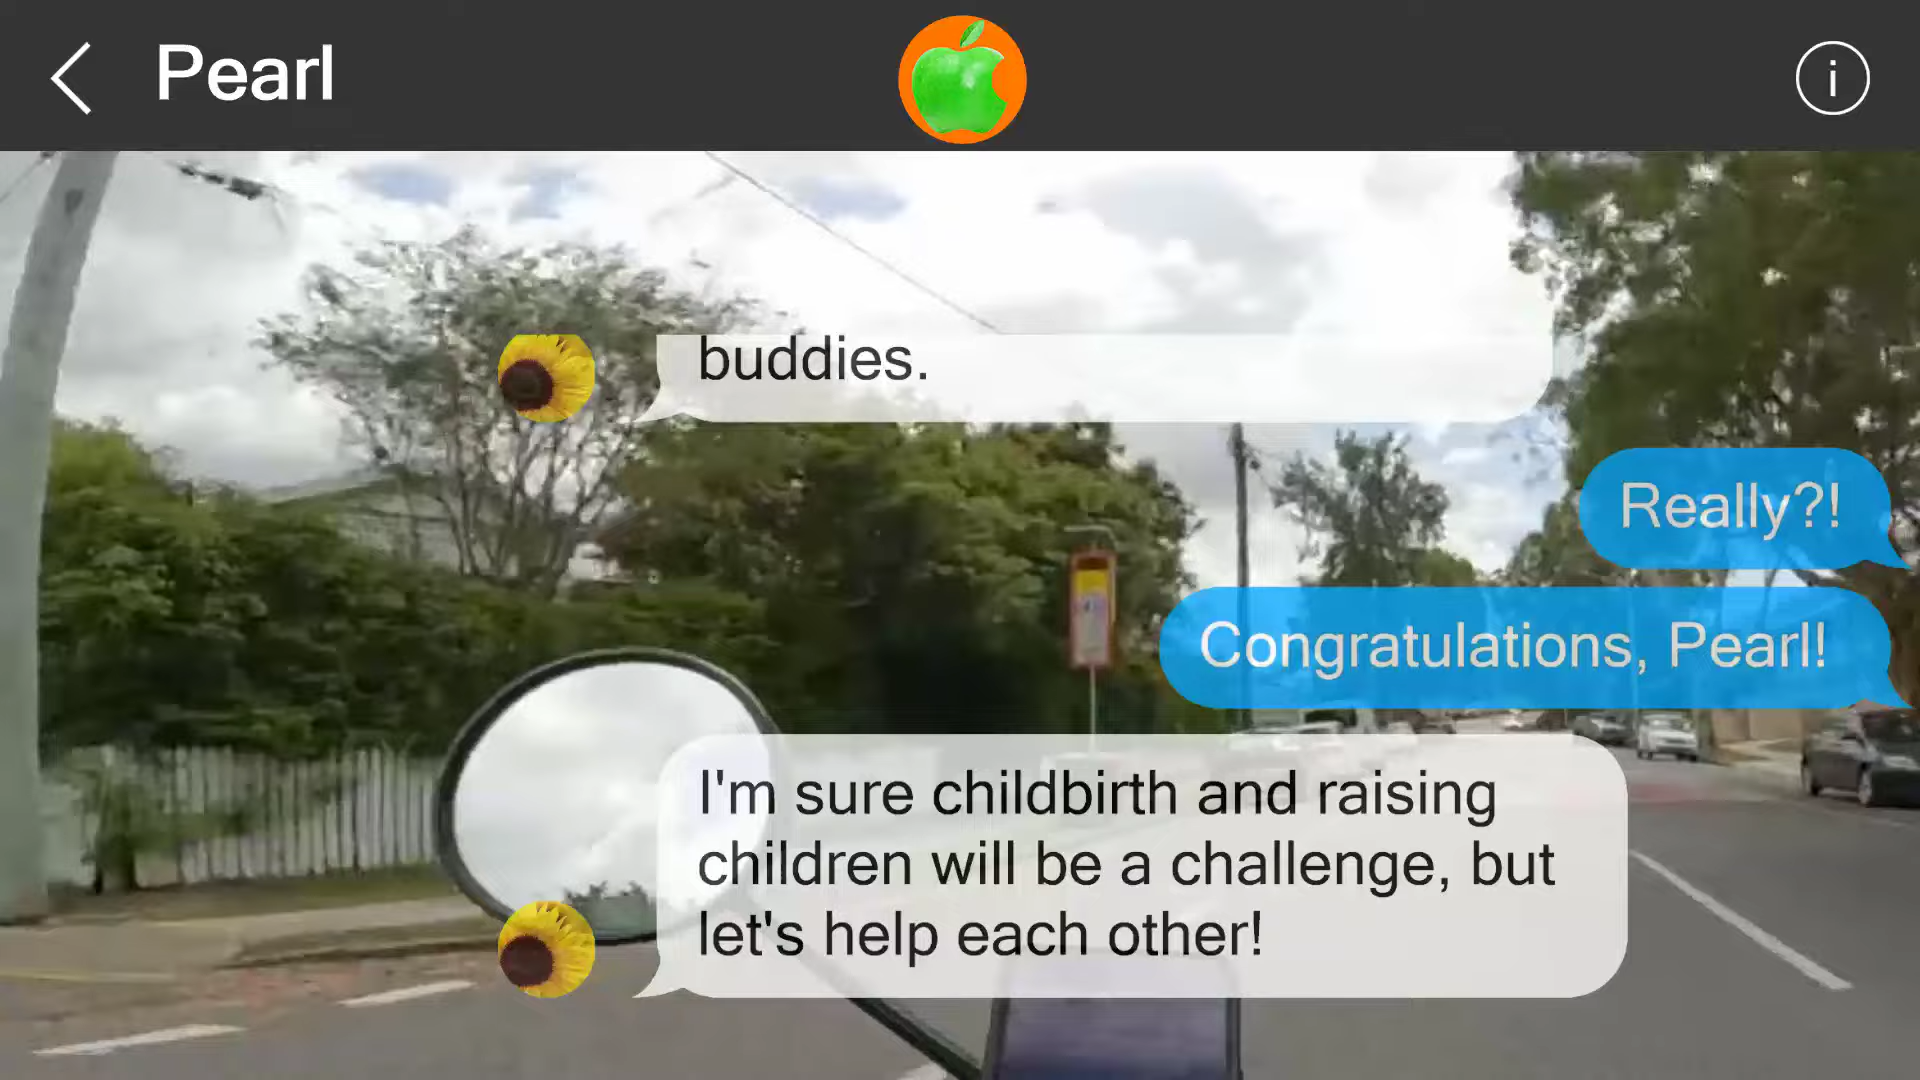 Pearl
i
buddies.
Really?!
Congratulations, Pearl!
I'm sure childbirth and raising
children will be a challenge, but
let's help each other!